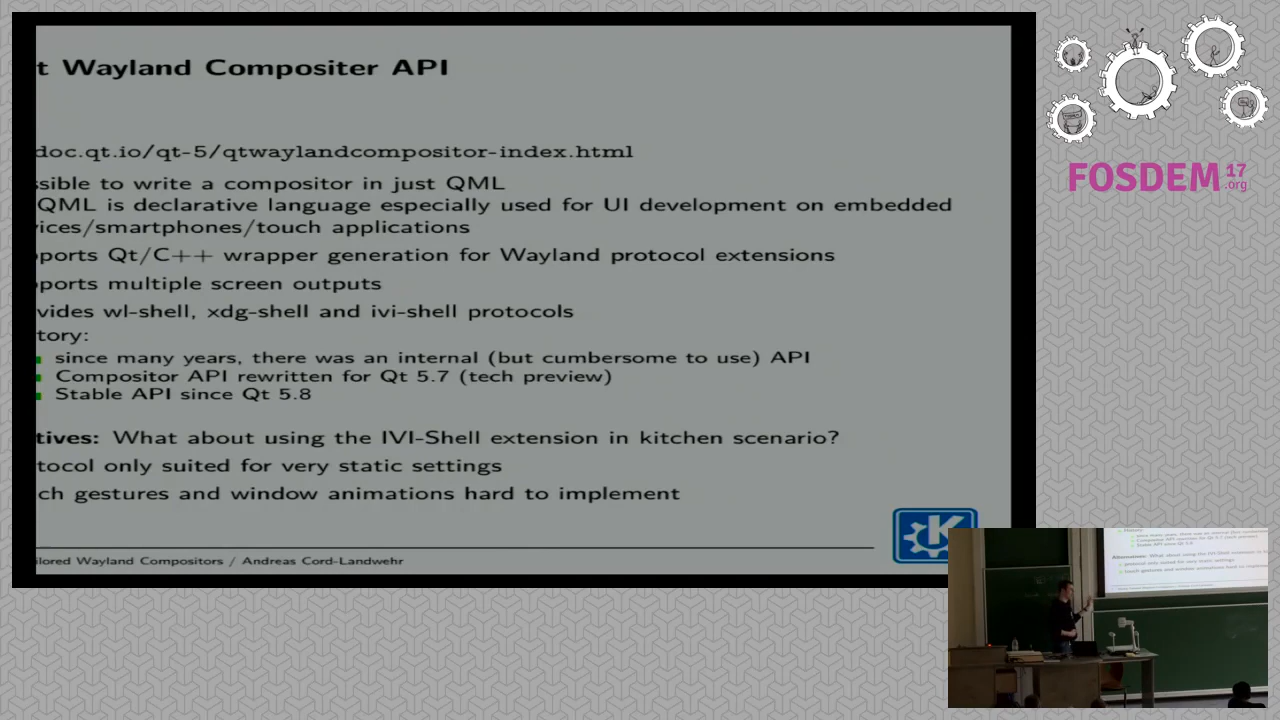 t Wayland Compositer API
doc.qt.io/qt-5/qtwaylandcompositor-index.html
ssible to write a compositor in just QML
QML is declarative language especially used for UI development on embedded
vices/smartphones/touch applications
pports Qt/C++ wrapper generation for Wayland protocol extensions
pports multiple screen outputs
vides wl-shell, xdg-shell and ivi-shell protocols
tory:
since many years, there was an internal (but cumbersome to use) API
Compositor API rewritten for Qt 5.7 (tech preview)
Stable API since Qt 5.8
tives: What about using the IVI-Shell extension in kitchen scenario?
tocol only suited for very static settings
ch gestures and window animations hard to implement
ilored Wayland Compositors / Andreas Cord-Landwehr
K
FOSDEM 17
.org